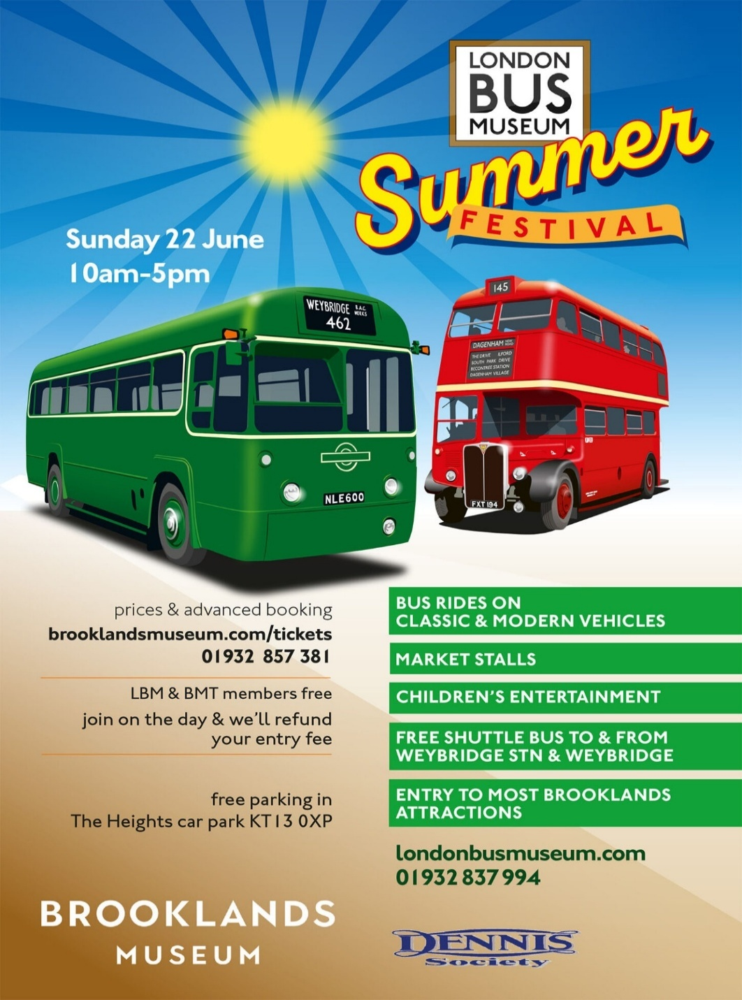 LONDON
BUS
MUSEUM
Summer
FESTIVAL
Sunday 22 June
10am-5pm
WEYBRIDGE R.A.C. WORKS
462
NLE600
145
DAGENHAM NEW ROAD
THE DRIVE ILFORD
SOUTH PARK DRIVE
BECONTREE STATION
DAGENHAM VILLAGE
FXT 194
prices & advanced booking
brooklandsmuseum.com/tickets
01932 857 381
LBM & BMT members free
join on the day & we'll refund
your entry fee
free parking in
The Heights car park KT13 0XP
BUS RIDES ON
CLASSIC & MODERN VEHICLES
MARKET STALLS
CHILDREN'S ENTERTAINMENT
FREE SHUTTLE BUS TO & FROM
WEYBRIDGE STN & WEYBRIDGE
ENTRY TO MOST BROOKLANDS
ATTRACTIONS
londonbusmuseum.com
01932 837 994
BROOKLANDS
MUSEUM
DENNIS
Society